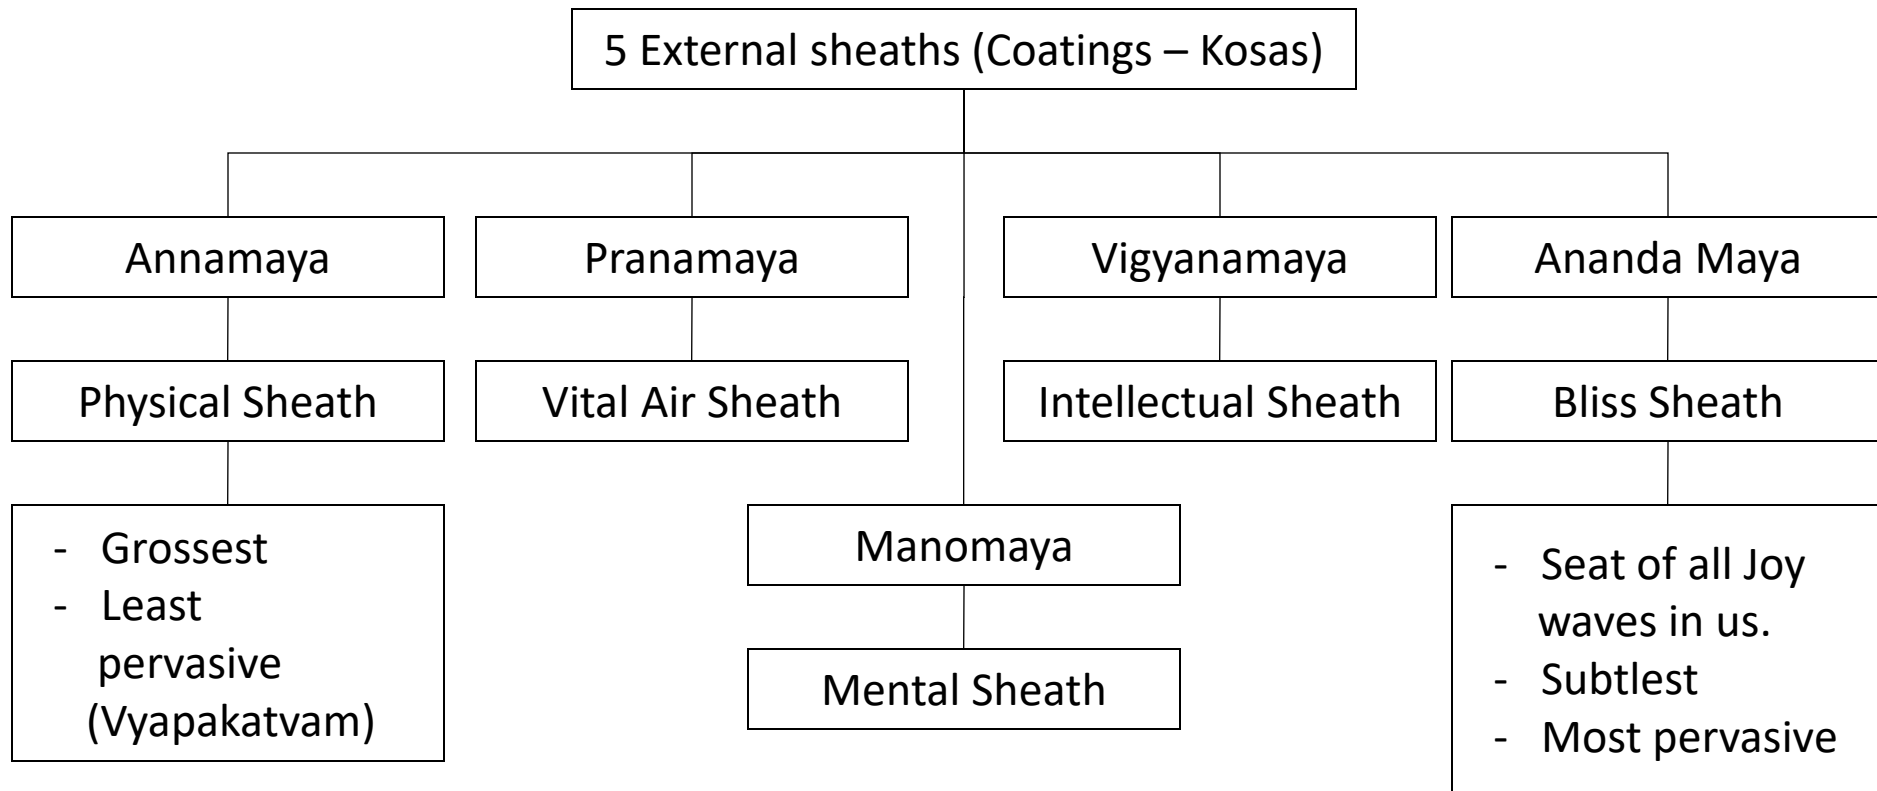 5 External sheaths (Coatings – Kosas)
Annamaya
Pranamaya
Vigyanamaya
Ananda Maya
Physical Sheath
Vital Air Sheath
Intellectual Sheath
Bliss Sheath
- Grossest
- Least
pervasive
(Vyapakatvam)
Manomaya
Mental Sheath
- Seat of all Joy
waves in us.
- Subtlest
- Most pervasive